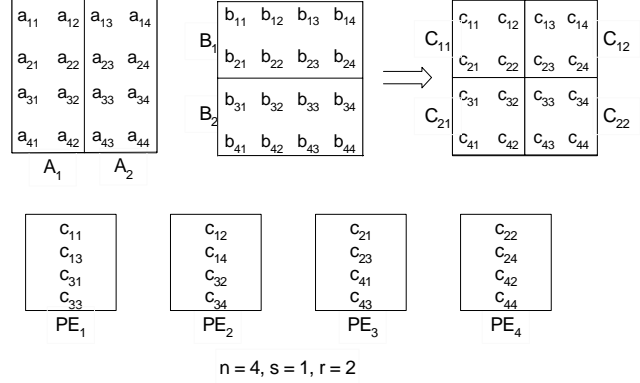 a11 a12 a13 a14
a21 a22 a23 a24
a31 a32 a33 a34
a41 a42 a43 a44
A1 A2
B1
B2
b11 b12 b13 b14
b21 b22 b23 b24
b31 b32 b33 b34
b41 b42 b43 b44
C11
C21
c11 c12 c13 c14
c21 c22 c23 c24
c31 c32 c33 c34
c41 c42 c43 c44
C12
C22
c11
c13
c31
c33
PE1
c12
c14
c32
c34
PE2
c21
c23
c41
c43
PE3
c22
c24
c42
c44
PE4
n = 4, s = 1, r = 2